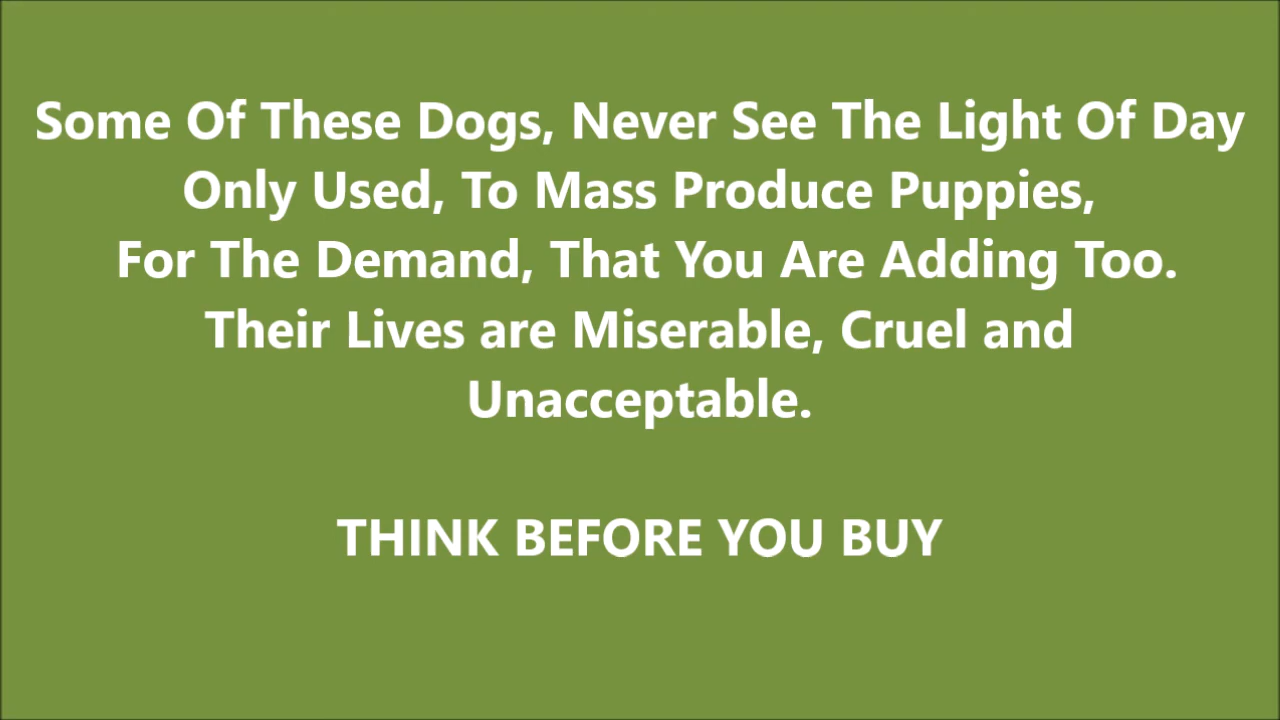 Some Of These Dogs, Never See The Light Of Day
Only Used, To Mass Produce Puppies,
For The Demand, That You Are Adding Too.
Their Lives are Miserable, Cruel and
Unacceptable.
THINK BEFORE YOU BUY